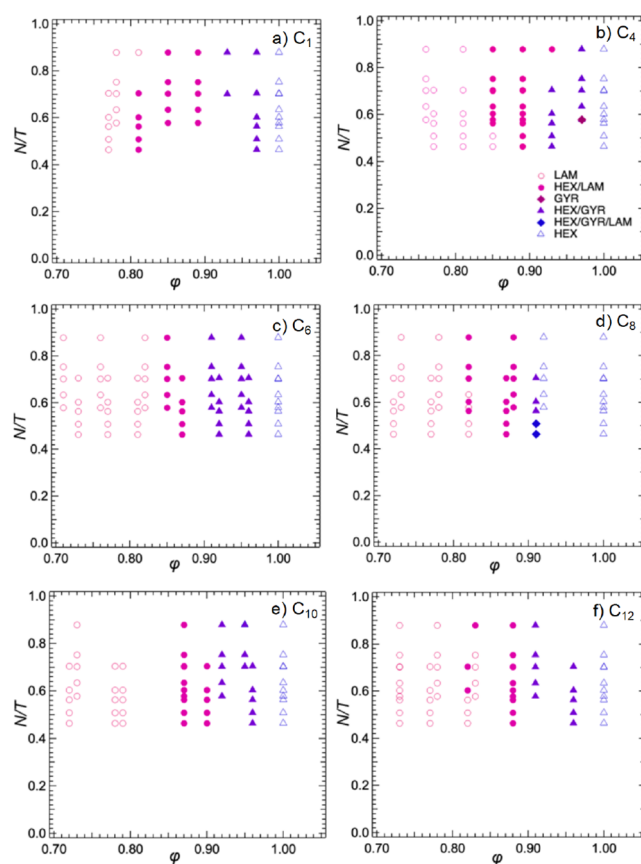 a) C1
1.0
0.8
0.6
0.4
0.2
0.0
N/T
0.70
0.80
0.90
1.00
φ
b) C4
1.0
0.8
0.6
0.4
0.2
0.0
N/T
LAM
HEX/LAM
GYR
HEX/GYR
HEX/GYR/LAM
HEX
0.70
0.80
0.90
1.00
φ
c) C6
1.0
0.8
0.6
0.4
0.2
0.0
N/T
0.70
0.80
0.90
1.00
φ
d) C8
1.0
0.8
0.6
0.4
0.2
0.0
N/T
0.70
0.80
0.90
1.00
φ
e) C10
1.0
0.8
0.6
0.4
0.2
0.0
N/T
0.70
0.80
0.90
1.00
φ
f) C12
1.0
0.8
0.6
0.4
0.2
0.0
N/T
0.70
0.80
0.90
1.00
φ